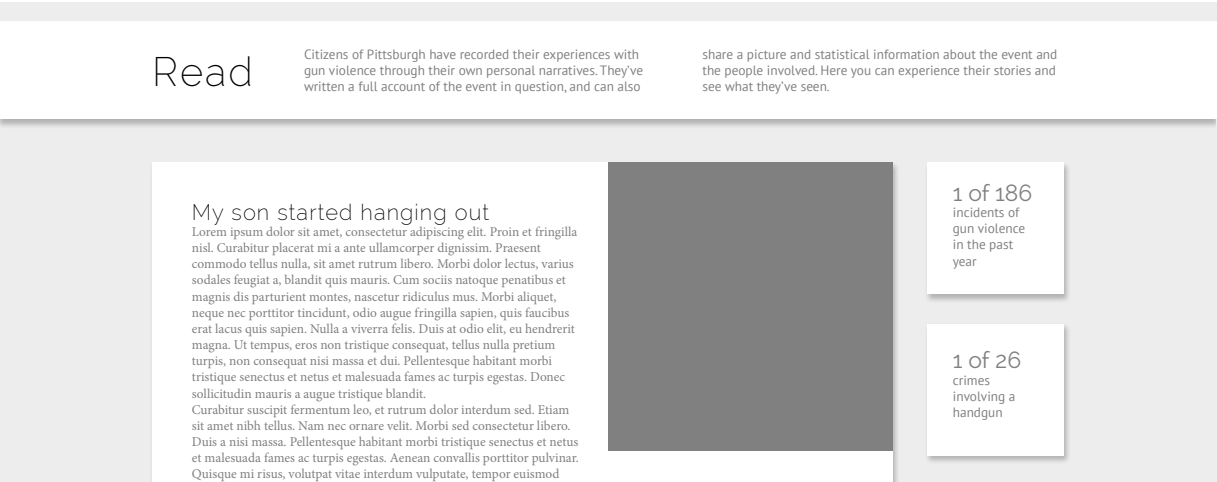 Read
Citizens of Pittsburgh have recorded their experiences with
gun violence through their own personal narratives. They've
written a full account of the event in question, and can also
share a picture and statistical information about the event and
the people involved. Here you can experience their stories and
see what they've seen.
My son started hanging out
Lorem ipsum dolor sit amet, consectetur adipiscing elit. Proin et fringilla
nisl. Curabitur placerat mi a ante ullamcorper dignissim. Praesent
commodo tellus nulla, sit amet rutrum libero. Morbi dolor lectus, varius
sodales feugiat a, blandit quis mauris. Cum sociis natoque penatibus et
magnis dis parturient montes, nascetur ridiculus mus. Morbi aliquet,
neque nec porttitor tincidunt, odio augue fringilla sapien, quis faucibus
erat lacus quis sapien. Nulla a viverra felis. Duis at odio elit, eu hendrerit
magna. Ut tempus, eros non tristique consequat, tellus nulla pretium
turpis, non consequat nisi massa et dui. Pellentesque habitant morbi
tristique senectus et netus et malesuada fames ac turpis egestas. Donec
sollicitudin mauris a augue tristique blandit.
Curabitur suscipit fermentum leo, et rutrum dolor interdum sed. Etiam
sit amet nibh tellus. Nam nec ornare velit. Morbi sed consectetur libero.
Duis a nisi massa. Pellentesque habitant morbi tristique senectus et netus
et malesuada fames ac turpis egestas. Aenean convallis porttitor pulvinar.
Quisque mi risus, volutpat vitae interdum vulputate, tempor euismod
1 of 186
incidents of
gun violence
in the past
year
1 of 26
crimes
involving a
handgun